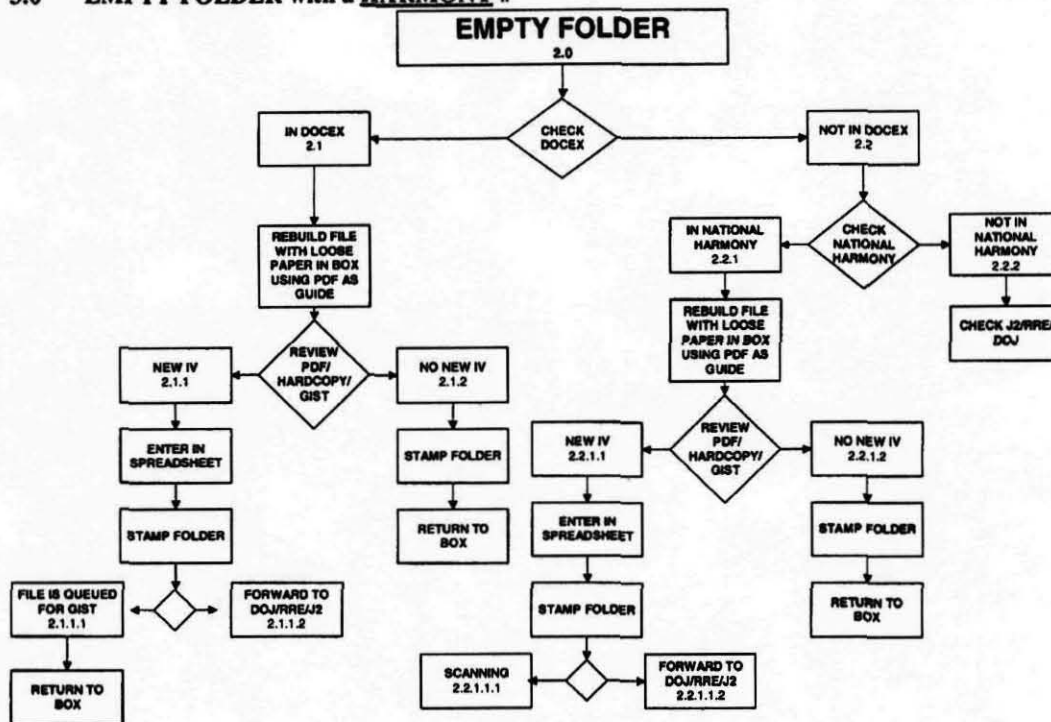 EMPTY FOLDER with a HARMONY #
EMPTY FOLDER
2.0
CHECK
DOCEX
IN DOCEX
2.1
NOT IN DOCEX
2.2
REBUILD FILE
WITH LOOSE
PAPER IN BOX
USING PDF AS
GUIDE
IN NATIONAL
HARMONY
2.2.1
CHECK
NATIONAL
HARMONY
NOT IN
NATIONAL
HARMONY
2.2.2
REBUILD FILE
WITH LOOSE
PAPER IN BOX
USING PDF AS
GUIDE
CHECK J2/RRE/
DOJ
NEW IV
2.1.1
REVIEW
PDF/
HARDCOPY/
GIST
NO NEW IV
2.1.2
ENTER IN
SPREADSHEET
STAMP FOLDER
NEW IV
2.2.1.1
REVIEW
PDF/
HARDCOPY/
GIST
NO NEW IV
2.2.1.2
STAMP FOLDER
RETURN TO
BOX
ENTER IN
SPREADSHEET
STAMP FOLDER
FILE IS QUEUED
FOR GIST
2.1.1.1
FORWARD TO
DOJ/RRE/J2
2.1.1.2
STAMP FOLDER
RETURN TO
BOX
RETURN TO
BOX
SCANNING
2.2.1.1.1
FORWARD TO
DOJ/RRE/J2
2.2.1.1.2